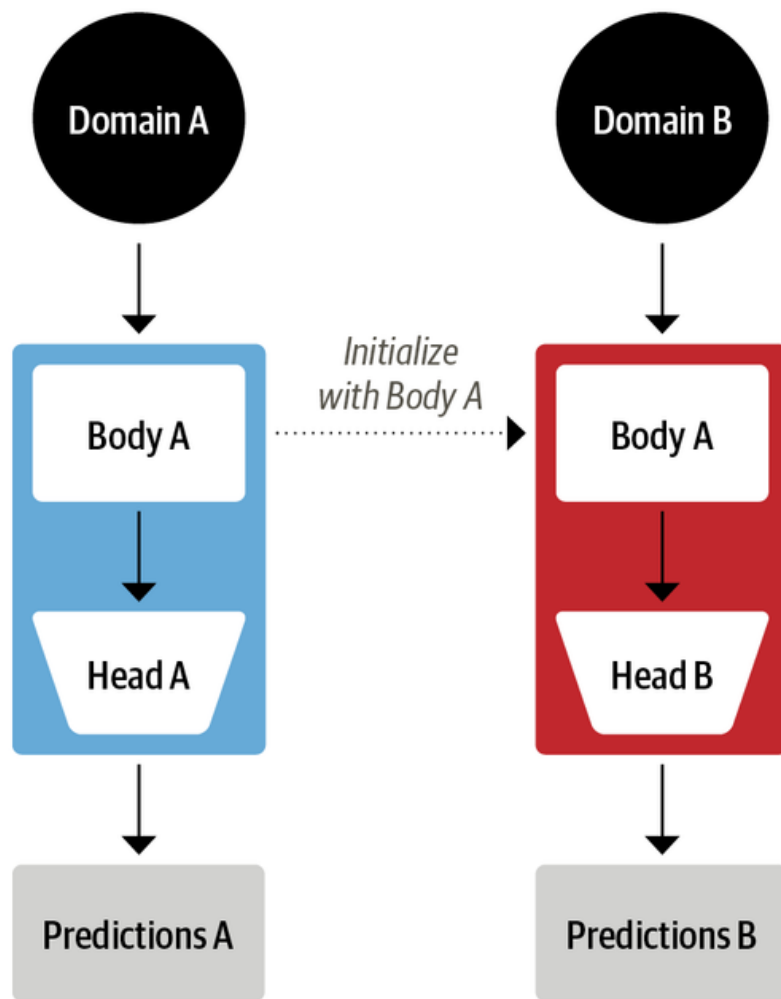 Domain A
Domain B
Initialize
with Body A
Body A
Body A
Head A
Head B
Predictions A
Predictions B